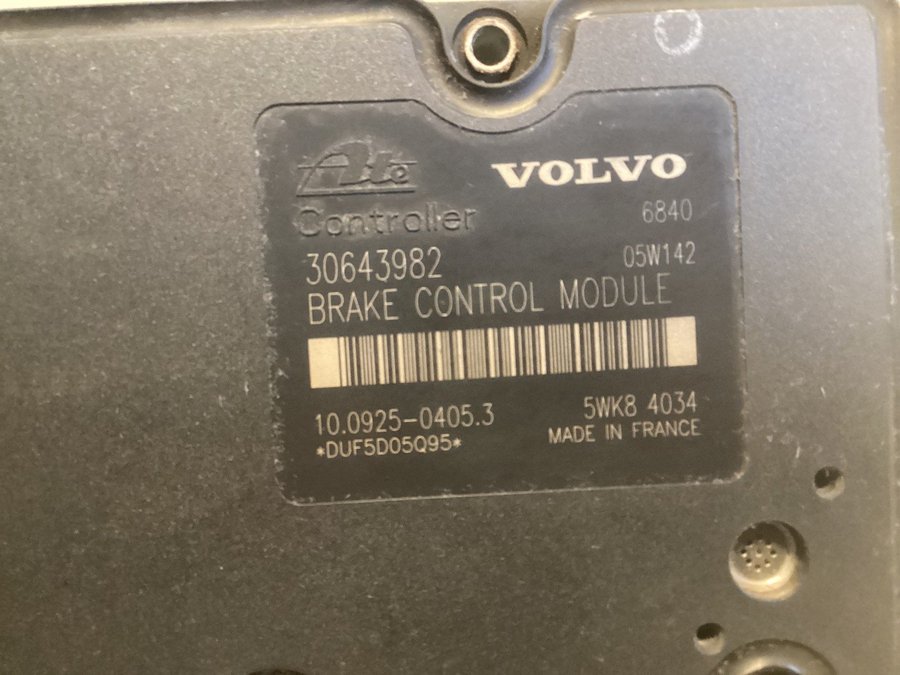 Ate VOLVO
Controller 6840
30643982 05W142
BRAKE CONTROL MODULE
10.0925-0405.3 5WK8 4034
*DUF5D05Q95* MADE IN FRANCE